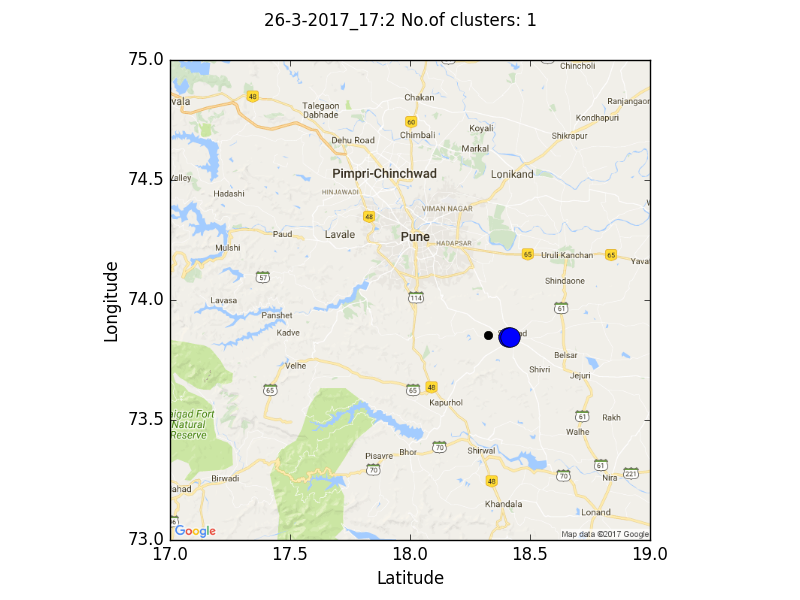 26-3-2017_17:2 No.of clusters: 1
75.0
74.5
74.0
73.5
73.0
Longitude
17.0 17.5 18.0 18.5 19.0
Latitude
Chincholi
vala
48
Talegaon
Dabhade
Chakan
Ranjangaon
60
Kondhapuri
Chimbali
Koyali
Shikrapur
Dehu Road
Markal
Pimpri-Chinchwad
Lonikand
Valley
Hadashi
HINJAWADI
VIMAN NAGAR
48
Paud
Lavale
Pune
HADAPSAR
Mulshi
65
Uruli Kanchan
65
Yavat
57
Shindaone
Lavasa
114
61
Panshet
Kadve
Belsar
Velhe
Shivri
Jejuri
65
65
48
Kapurhol
aigad Fort
Natural
Reserve
61
Rakh
Walhe
Pisavre
Bhor
70
Shirwal
70
61
221
Birwadi
70
Nira
ahad
48
Khandala
Lonand
Google
Map data ©2017 Google